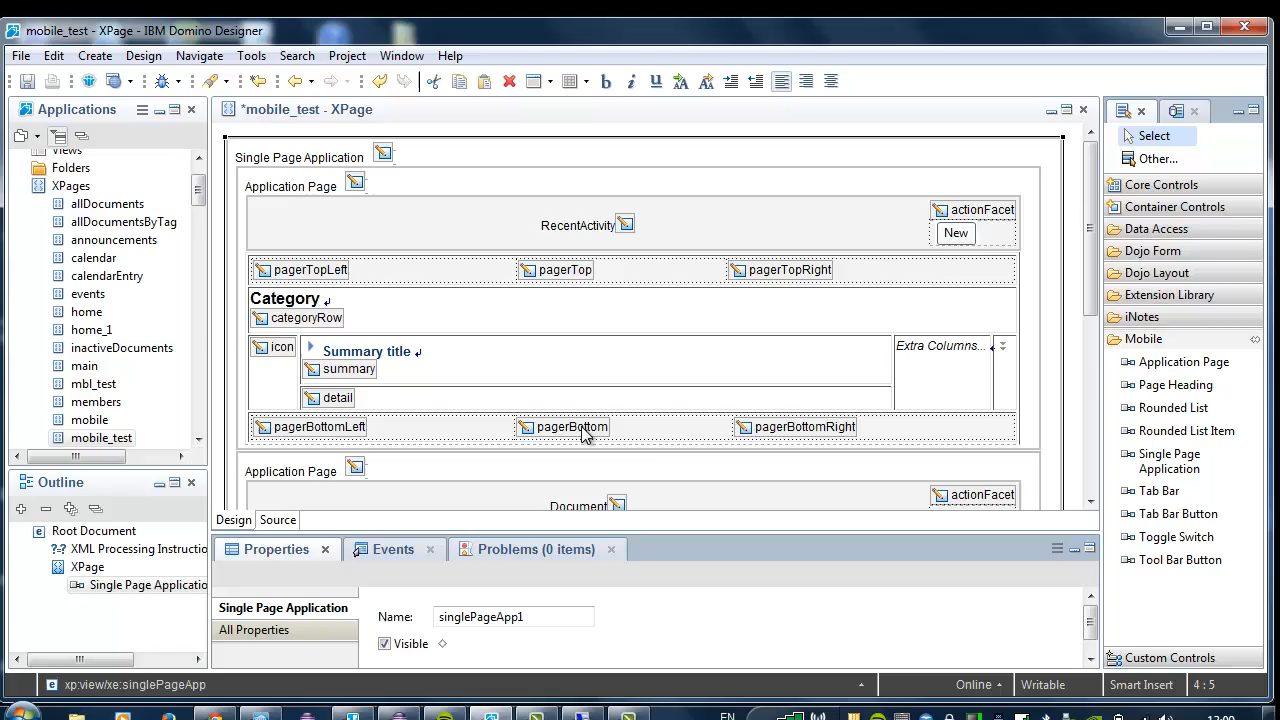 mobile_test - XPage - IBM Domino Designer
File Edit Create Design Navigate Tools Search Project Window Help
Applications
Views
Folders
XPages
allDocuments
allDocumentsByTag
announcements
calendar
calendarEntry
events
home
home_1
inactiveDocuments
main
mbl_test
members
mobile
mobile_test
Outline
Root Document
XML Processing Instructio
XPage
Single Page Applicatio
*mobile_test - XPage
Single Page Application
Application Page
RecentActivity
actionFacet
New
pagerTopLeft pagerTop pagerTopRight
Category
categoryRow
icon
Summary title
summary
Extra Columns...
detail
pagerBottomLeft pagerBottom pagerBottomRight
Application Page
Document
actionFacet
Design Source
Properties Events Problems (0 items)
Single Page Application
All Properties
Name: singlePageApp1
Visible
Select
Other...
Core Controls
Container Controls
Data Access
Dojo Form
Dojo Layout
Extension Library
iNotes
Mobile
Application Page
Page Heading
Rounded List
Rounded List Item
Single Page
Application
Tab Bar
Tab Bar Button
Toggle Switch
Tool Bar Button
Custom Controls
xp:view/xe:singlePageApp
Online
Writable
Smart Insert
4 : 5
EN
13:09